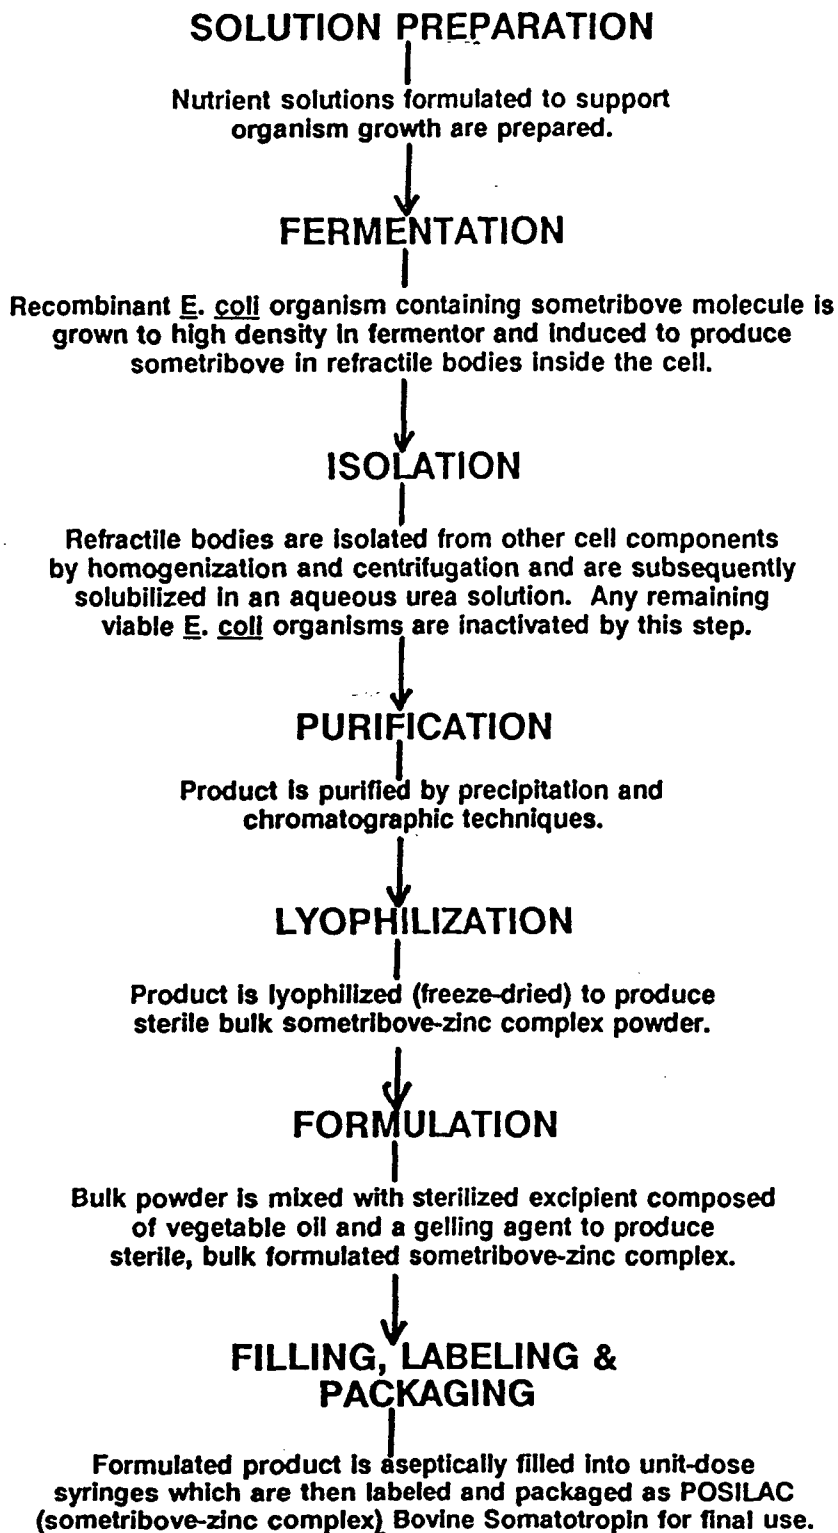 SOLUTION PREPARATION
Nutrient solutions formulated to support
organism growth are prepared.
FERMENTATION
Recombinant E. coli organism containing sometribove molecule is
grown to high density in fermentor and induced to produce
sometribove in refractile bodies inside the cell.
ISOLATION
Refractile bodies are isolated from other cell components
by homogenization and centrifugation and are subsequently
solubilized in an aqueous urea solution. Any remaining
viable E. coli organisms are inactivated by this step.
PURIFICATION
Product is purified by precipitation and
chromatographic techniques.
LYOPHILIZATION
Product is lyophilized (freeze-dried) to produce
sterile bulk sometribove-zinc complex powder.
FORMULATION
Bulk powder is mixed with sterilized excipient composed
of vegetable oil and a gelling agent to produce
sterile, bulk formulated sometribove-zinc complex.
FILLING, LABELING &
PACKAGING
Formulated product is aseptically filled into unit-dose
syringes which are then labeled and packaged as POSILAC
(sometribove-zinc complex) Bovine Somatotropin for final use.